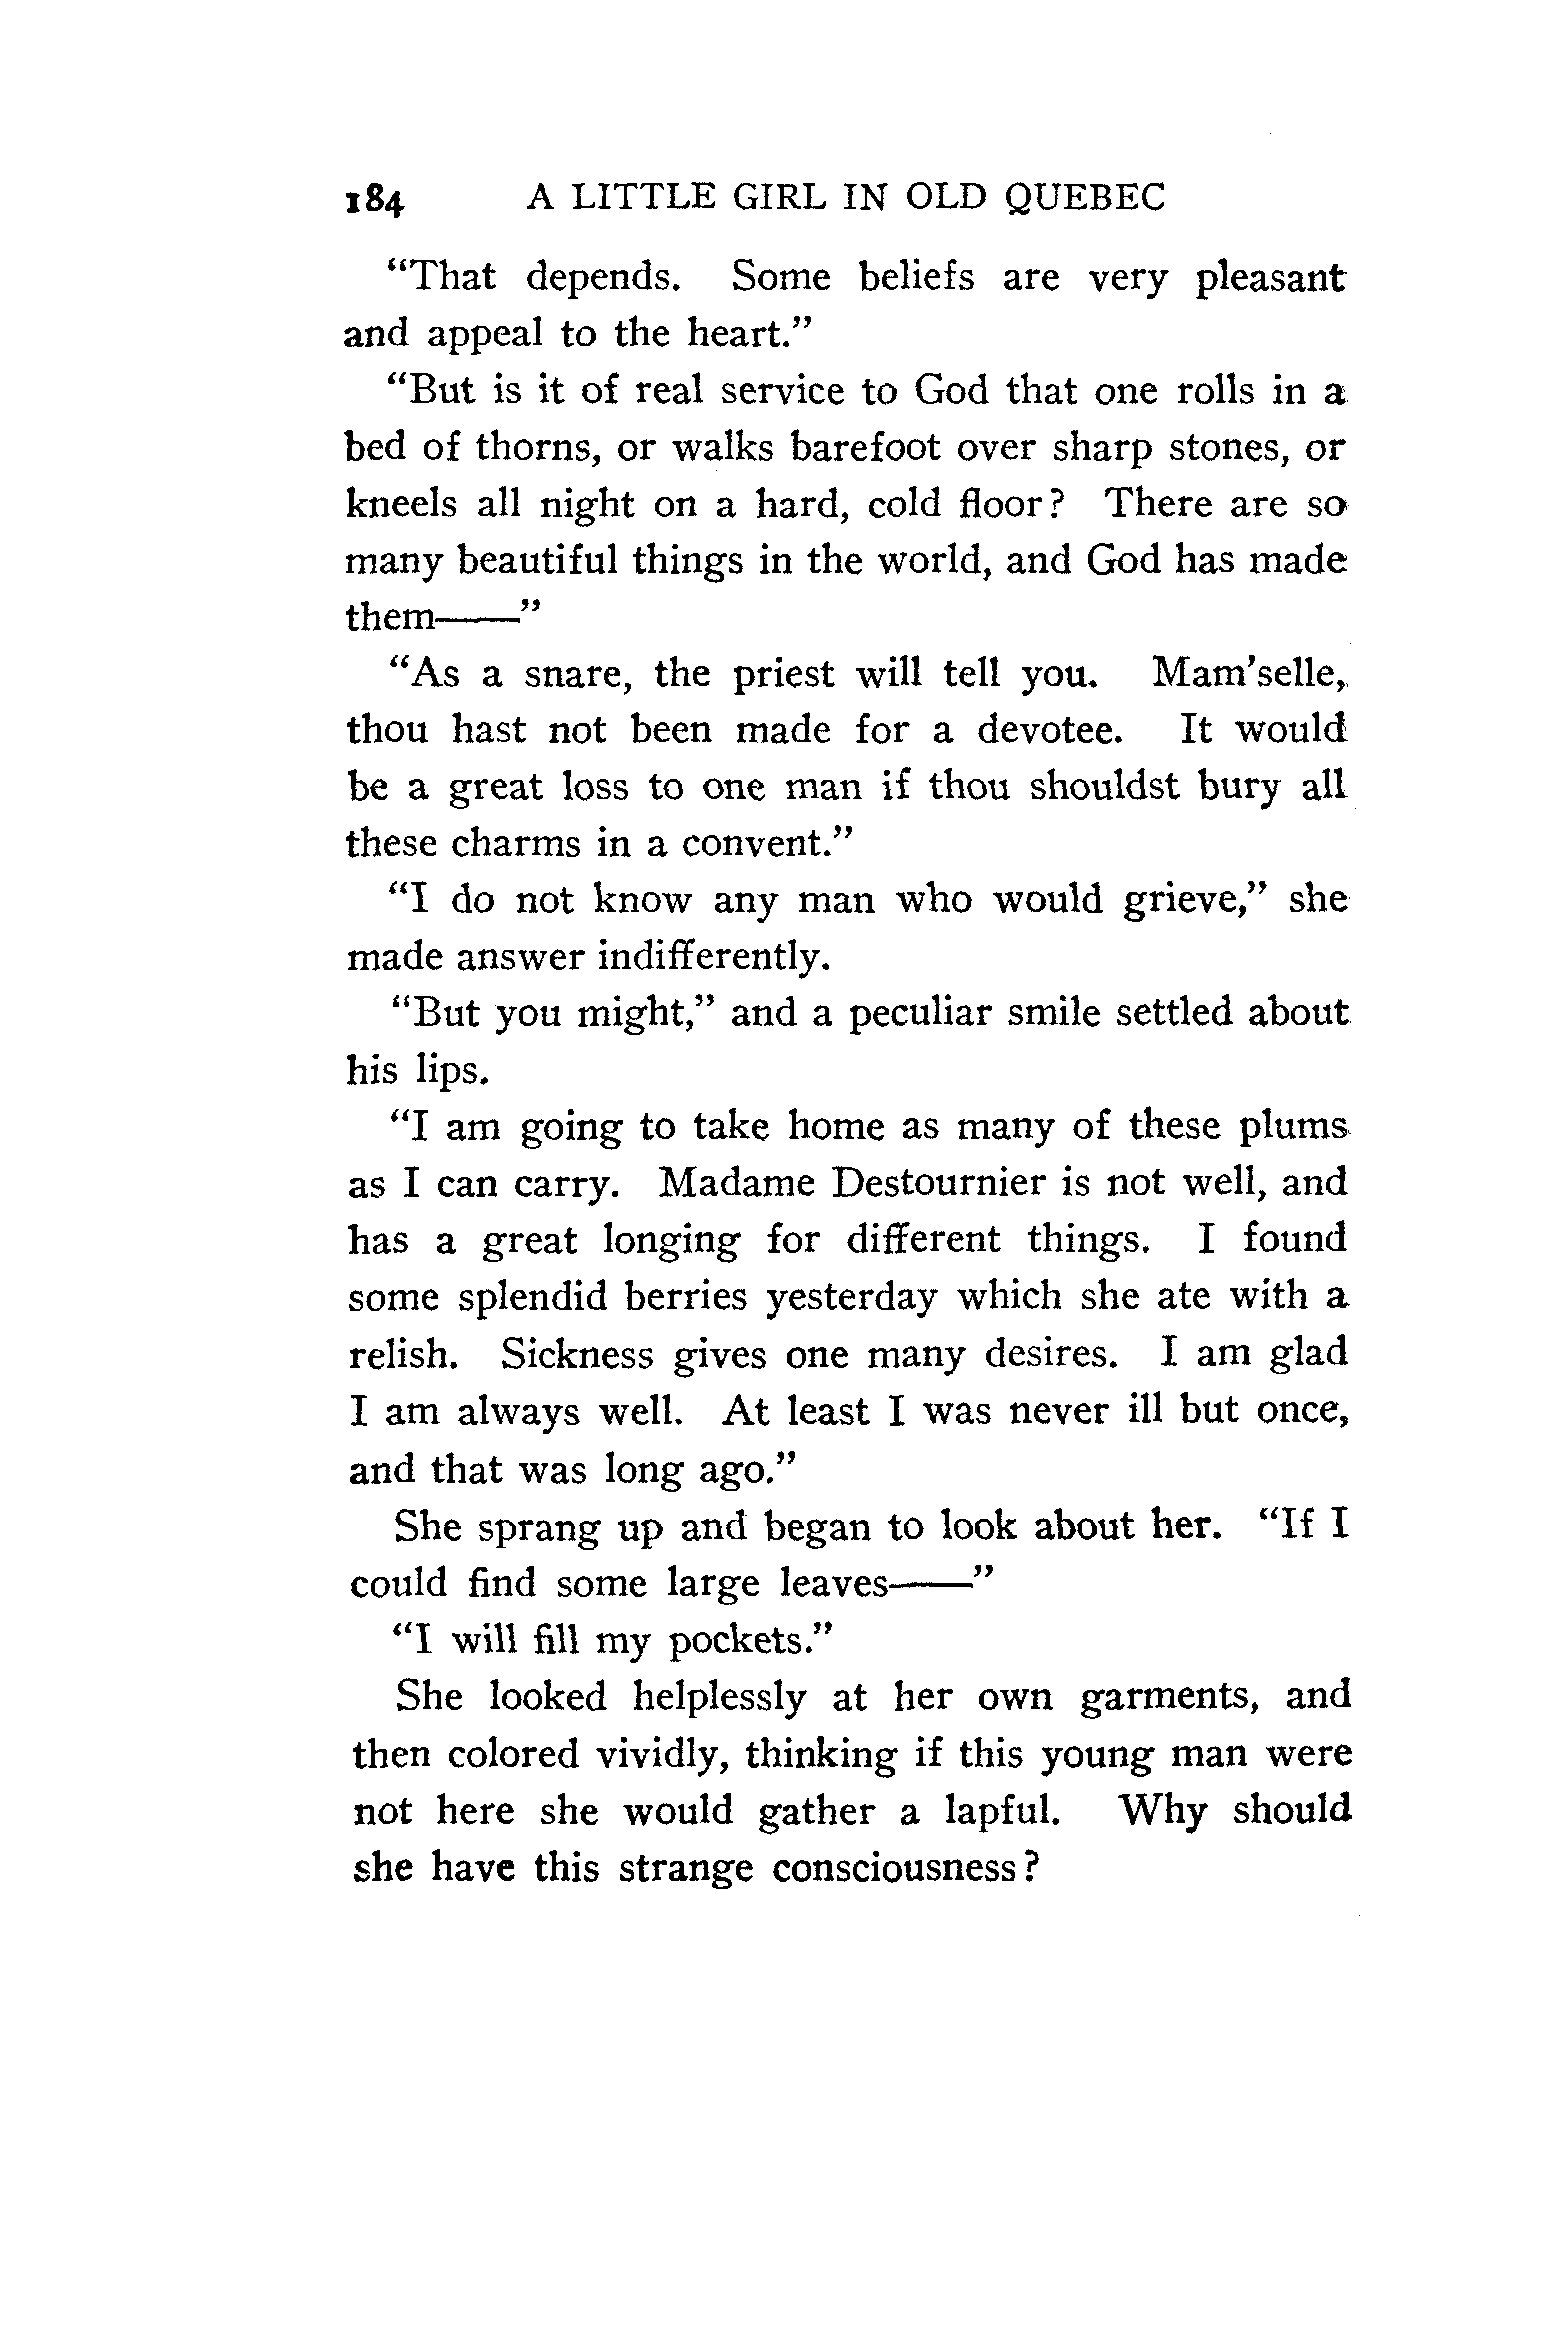 184 A LITTLE GIRL IN OLD QUEBEC
“That depends. Some beliefs are very pleasant
and appeal to the heart.”
“But is it of real service to God that one rolls in a
bed of thorns, or walks barefoot over sharp stones, or
kneels all night on a hard, cold floor? There are so
many beautiful things in the world, and God has made
them——”
“As a snare, the priest will tell you. Mam’selle,
thou hast not been made for a devotee. It would
be a great loss to one man if thou shouldst bury all
these charms in a convent.”
“I do not know any man who would grieve,” she
made answer indifferently.
“But you might,” and a peculiar smile settled about
his lips.
“I am going to take home as many of these plums
as I can carry. Madame Destournier is not well, and
has a great longing for different things. I found
some splendid berries yesterday which she ate with a
relish. Sickness gives one many desires. I am glad
I am always well. At least I was never ill but once,
and that was long ago.”
She sprang up and began to look about her. “If I
could find some large leaves——”
“I will fill my pockets.”
She looked helplessly at her own garments, and
then colored vividly, thinking if this young man were
not here she would gather a lapful. Why should
she have this strange consciousness?